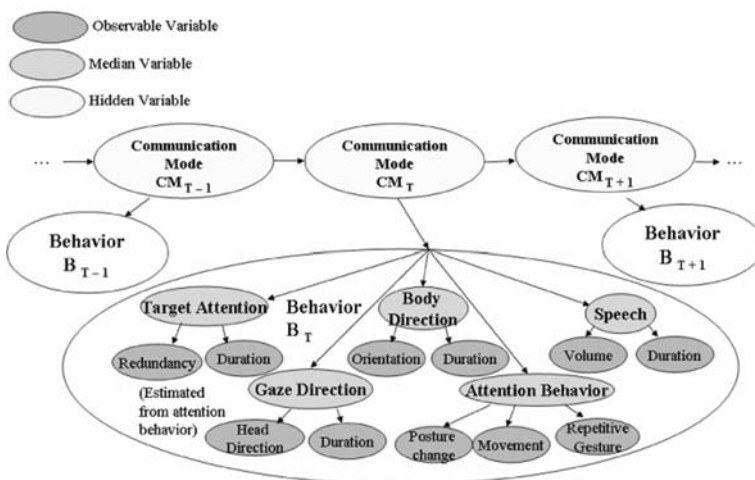 Observable Variable
Median Variable
Hidden Variable
...
Communication
Mode
CM T-1
Communication
Mode
CM T
Communication
Mode
CM T+1
...
Behavior
B T-1
Behavior
B T+1
Target Attention
Behavior
B T
Body
Direction
Speech
Redundancy
Duration
Orientation
Duration
Volume
Duration
(Estimated
from attention
behavior)
Gaze Direction
Attention Behavior
Head
Direction
Duration
Posture
change
Movement
Repetitive
Gesture